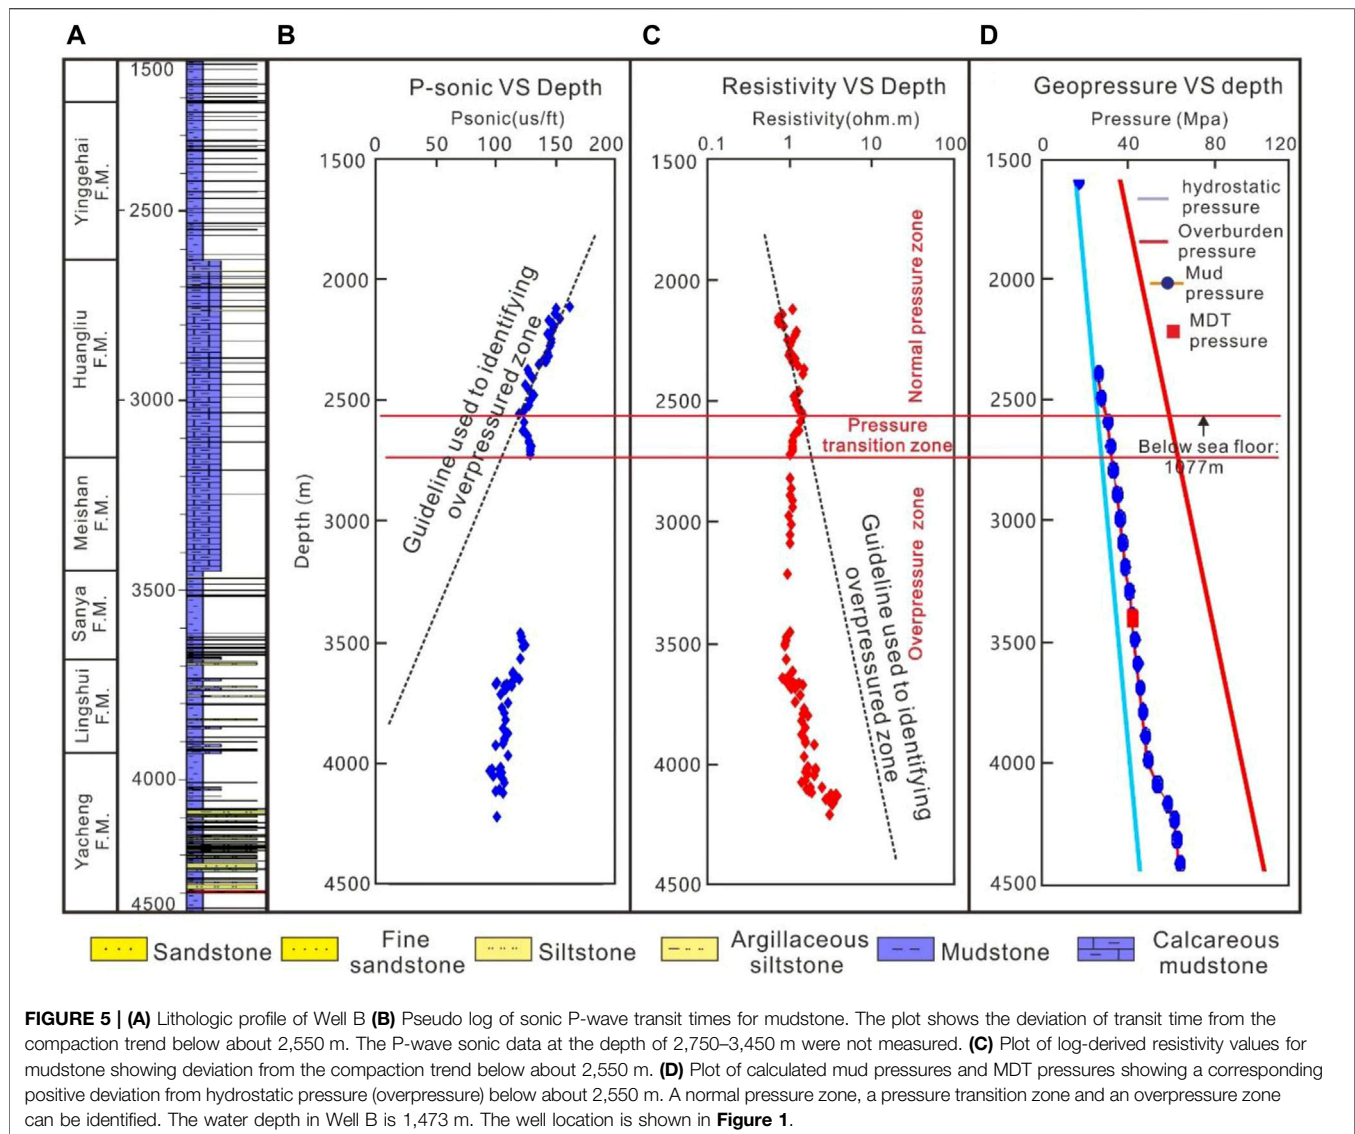 A
B
C
D
1500
2500
3000
3500
4000
4500
Yinggehai
F.M.
Huangliu
F.M.
Meishan
F.M.
Sanya
F.M.
Lingshui
F.M.
Yacheng
F.M.
P-sonic VS Depth
Psonic(us/ft)
0 50 100 150 200
1500
2000
2500
3000
3500
4000
4500
Depth (m)
Guideline used to identifying
overpressured zone
Resistivity VS Depth
Resistivity(ohm.m)
0.1 1 10 100
1500
2000
2500
3000
3500
4000
4500
Normal pressure zone
Pressure
transition zone
Overpressure zone
Guideline used to identifying
overpressured zone
Geopressure VS depth
Pressure (Mpa)
0 40 80 120
1500
2000
2500
3000
3500
4000
4500
hydrostatic
pressure
Overburden
pressure
Mud
pressure
MDT
pressure
Below sea floor:
1077m
Sandstone
Fine
sandstone
Siltstone
Argillaceous
siltstone
Mudstone
Calcareous
mudstone
FIGURE 5 | (A) Lithologic profile of Well B (B) Pseudo log of sonic P-wave transit times for mudstone. The plot shows the deviation of transit time from the
compaction trend below about 2,550 m. The P-wave sonic data at the depth of 2,750–3,450 m were not measured. (C) Plot of log-derived resistivity values for
mudstone showing deviation from the compaction trend below about 2,550 m. (D) Plot of calculated mud pressures and MDT pressures showing a corresponding
positive deviation from hydrostatic pressure (overpressure) below about 2,550 m. A normal pressure zone, a pressure transition zone and an overpressure zone
can be identified. The water depth in Well B is 1,473 m. The well location is shown in Figure 1.